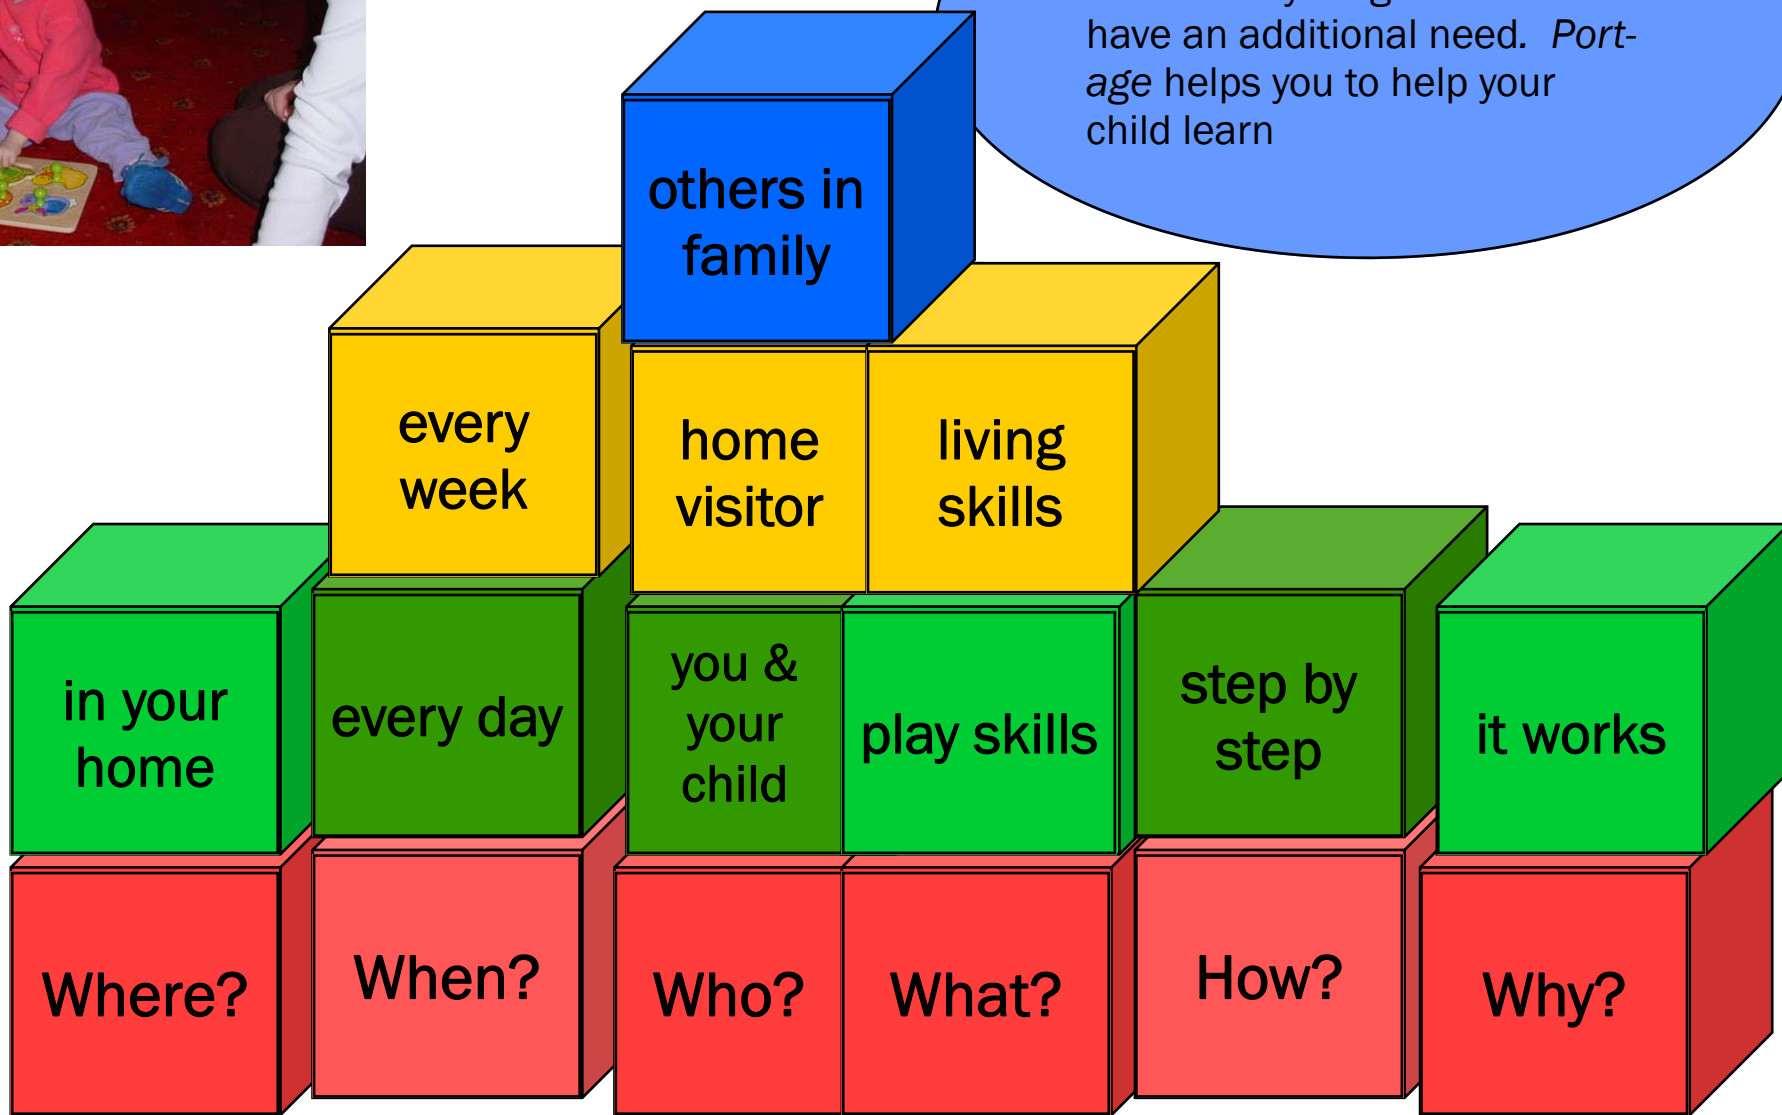 have an additional need. Port-
age helps you to help your
child learn
others in
family
every
week
home
visitor
living
skills
in your
home
every day
you &
your
child
play skills
step by
step
it works
Where?
When?
Who?
What?
How?
Why?